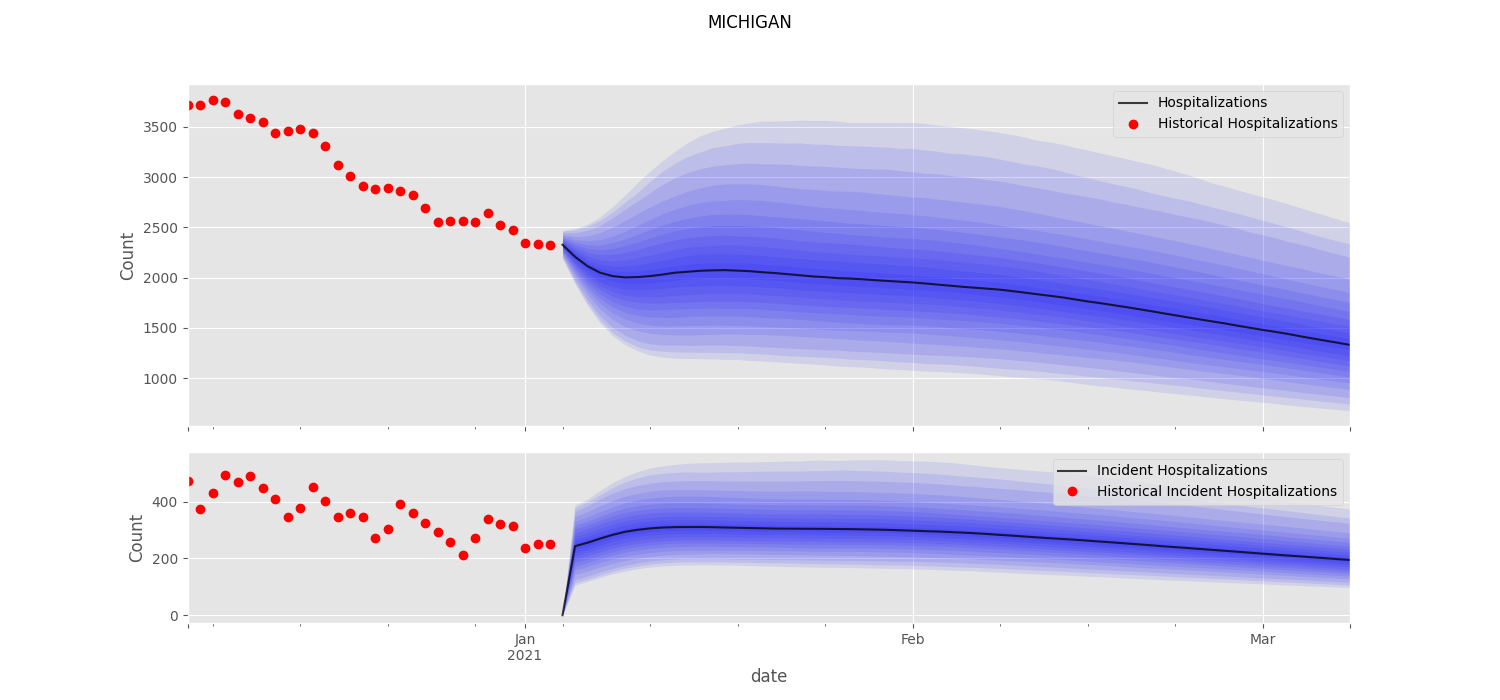 MICHIGAN
Hospitalizations
Historical Hospitalizations
3500
3000
2500
2000
1500
1000
Count
Incident Hospitalizations
Historical Incident Hospitalizations
400
200
0
Count
Jan
2021
Feb
Mar
date